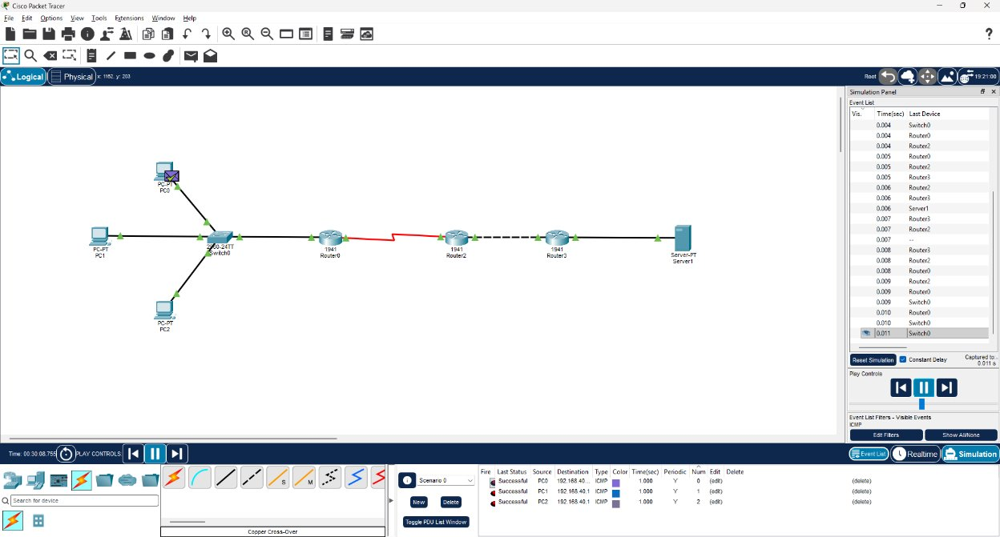 Cisco Packet Tracer
File Edit Options View Tools Extensions Window Help
Logical Physical x: 1162, y: 203 Root 19:21:00
Simulation Panel
Event List
Vis. Time(sec) Last Device
0.004 Switch0
0.004 Router0
0.004 Router2
0.005 Router0
0.005 Router2
0.005 Router3
0.006 Router2
0.006 Router3
0.006 Server1
0.007 Router3
0.007 Router2
0.007 --
0.008 Router3
0.008 Router2
0.008 Router0
0.009 Router2
0.009 Router0
0.009 Switch0
0.010 Router0
0.010 Switch0
0.011 Switch0
Reset Simulation Constant Delay Captured to:
0.011 s
Play Controls
Event List Filters - Visible Events
ICMP
Edit Filters Show All/None
PC-PT
PC0
PC-PT
PC1
2960-24TT
Switch0
1941
Router0
1941
Router2
1941
Router3
Server-PT
Server1
PC-PT
PC2
Time: 00:30:08.755 PLAY CONTROLS: Event List Realtime Simulation
S M
Search for device
Copper Cross-Over
Scenario 0
New Delete
Toggle PDU List Window
Fire Last Status Source Destination Type Color Time(sec) Periodic Num Edit Delete
Successful PC0 192.168.40... ICMP 1.000 Y 0 (edit) (delete)
Successful PC1 192.168.40.1 ICMP 1.000 Y 1 (edit) (delete)
Successful PC2 192.168.40.1 ICMP 1.000 Y 2 (edit) (delete)